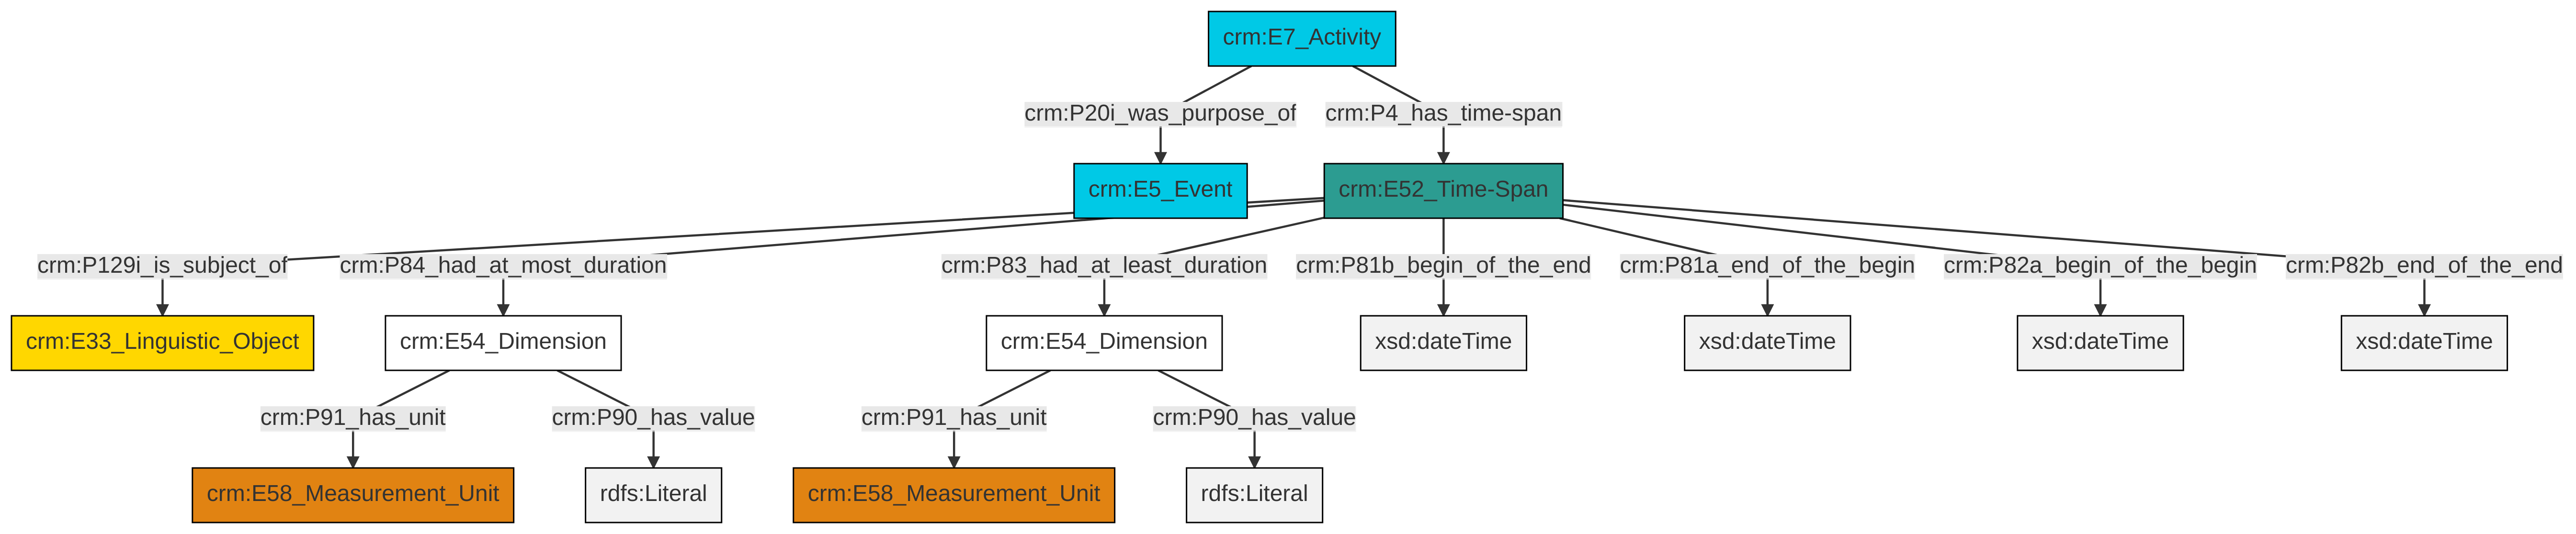 crm:E7_Activity
crm:P20i_was_purpose_of
crm:P4_has_time-span
crm:E5_Event
crm:E52_Time-Span
crm:P129i_is_subject_of
crm:P84_had_at_most_duration
crm:P83_had_at_least_duration
crm:P81b_begin_of_the_end
crm:P81a_end_of_the_begin
crm:P82a_begin_of_the_begin
crm:P82b_end_of_the_end
crm:E33_Linguistic_Object
crm:E54_Dimension
crm:E54_Dimension
xsd:dateTime
xsd:dateTime
xsd:dateTime
xsd:dateTime
crm:P91_has_unit
crm:P90_has_value
crm:P91_has_unit
crm:P90_has_value
crm:E58_Measurement_Unit
rdfs:Literal
crm:E58_Measurement_Unit
rdfs:Literal